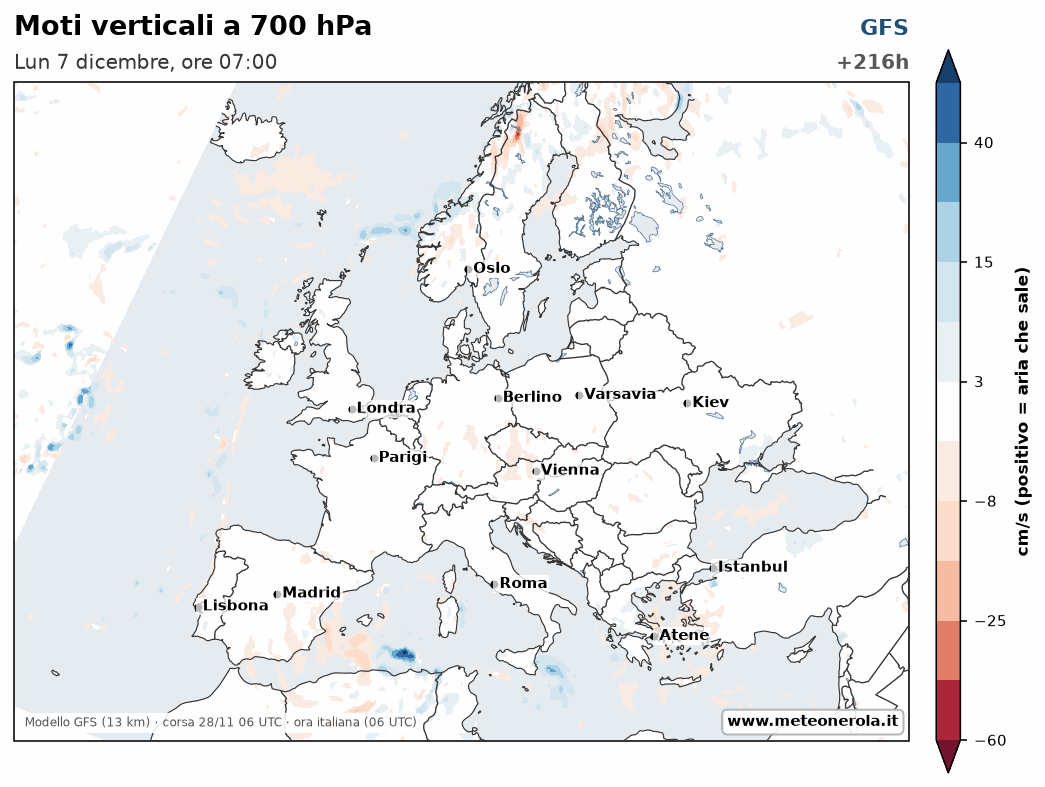 Moti verticali a 700 hPa
GFS
Lun 7 dicembre, ore 07:00
+216h
40
15
3
−8
−25
−60
cm/s (positivo = aria che sale)
Oslo
Berlino
Varsavia
Kiev
Londra
Parigi
Vienna
Istanbul
Roma
Madrid
Lisbona
Atene
Modello GFS (13 km) · corsa 28/11 06 UTC · ora italiana (06 UTC)
www.meteonerola.it